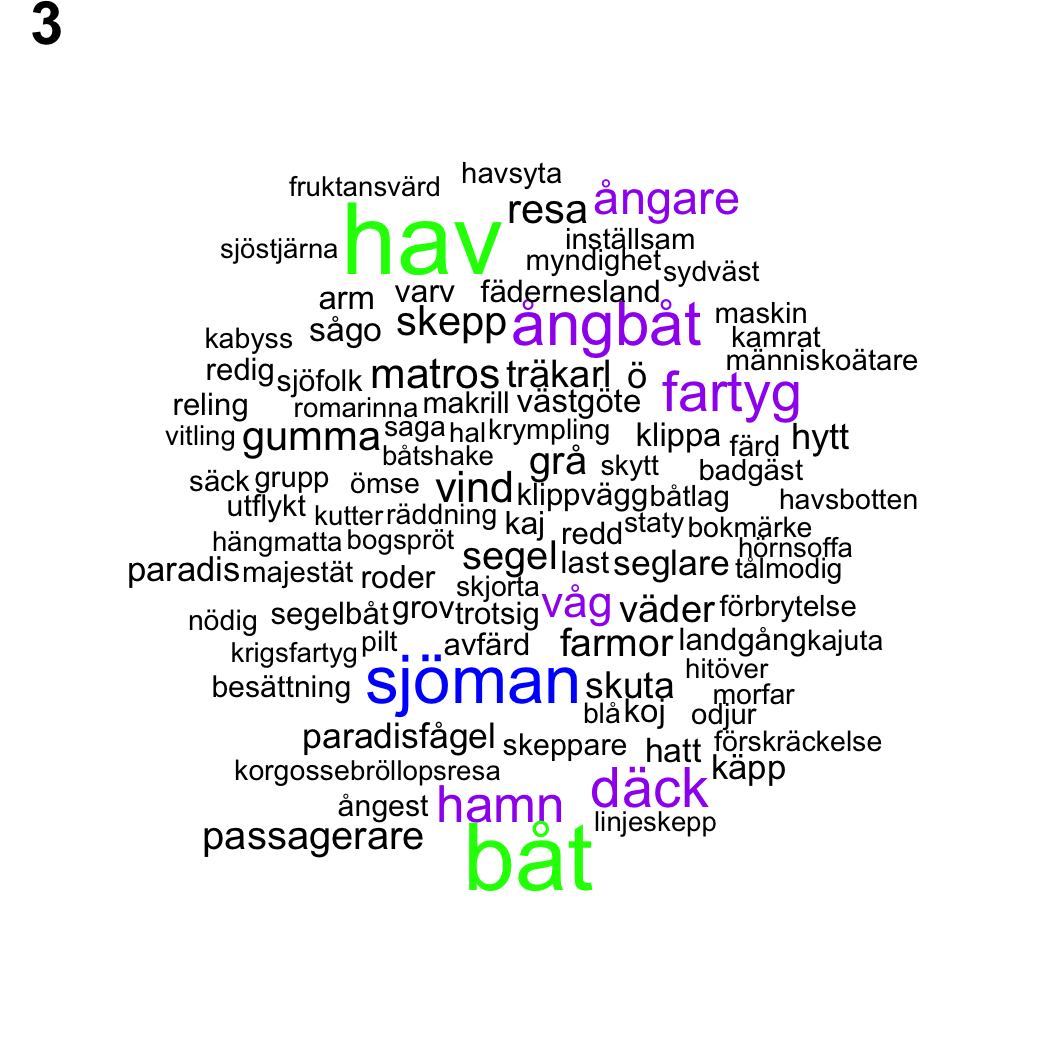 3
fruktansvärd havsyta
hav resa ångare
sjöstjärna inställsam
myndighet sydväst
arm varv fädernesland
kabyss sågo skepp ångbåt maskin
kamrat
människoätare
redig sjöfolk matros träkarl ö fartyg
reling romarinna makrill västgöte
vitling gumma saga hal krympling klippa färd hytt
båtshake grå skytt badgäst
säck grupp ömse vind klippvägg båtlag havsbotten
utflykt kutter räddning kaj redd staty bokmärke
hängmatta bogspröt segel hörnsoffa
paradis majestät roder last seglare tålmodig
skjorta
nödig segelbåt grov trotsig våg väder förbrytelse
krigsfartyg pilt avfärd farmor landgång kajuta
besättning sjöman skuta hitöver
morfar
blå koj odjur
paradisfågel skeppare hatt förskräckelse
korgosse bröllopsresa käpp
ångest hamn däck
passagerare linjeskepp
båt